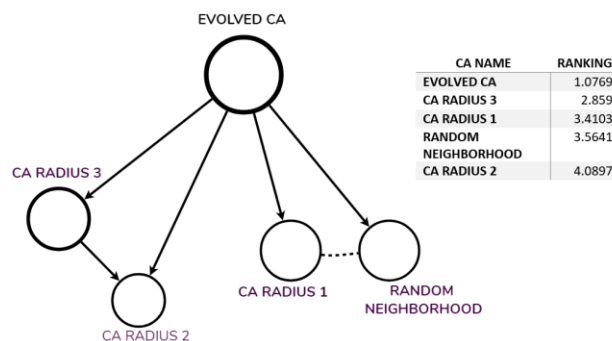 EVOLVED CA
CA RADIUS 3
CA RADIUS 2
CA RADIUS 1
RANDOM
NEIGHBORHOOD
CA NAME RANKING
EVOLVED CA 1.0769
CA RADIUS 3 2.859
CA RADIUS 1 3.4103
RANDOM 3.5641
NEIGHBORHOOD
CA RADIUS 2 4.0897